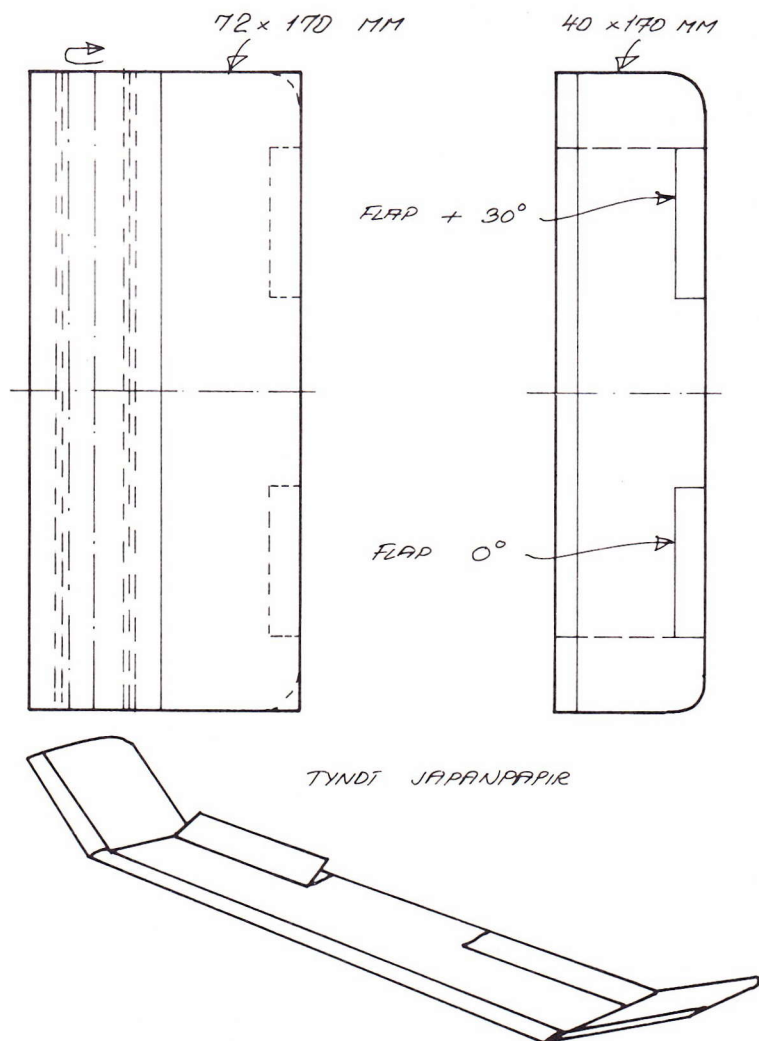 72 x 170 MM
40 x 170 MM
FLAP + 30°
FLAP 0°
TYNDT JAPANPAPIR